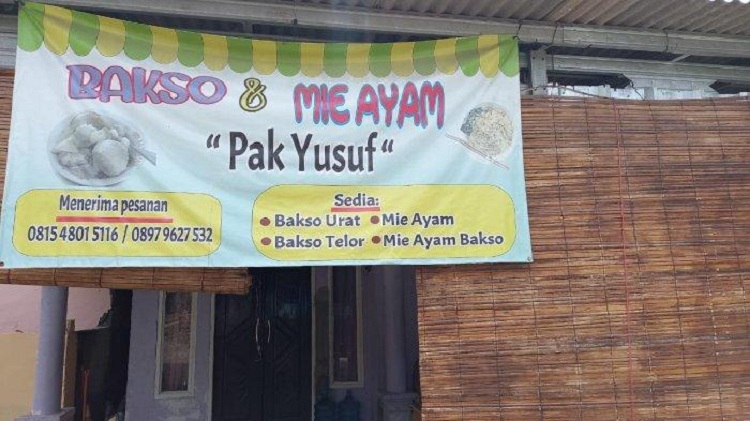 BAKSO & MIE AYAM
“Pak Yusuf“
Menerima pesanan
0815 4801 5116 / 0897 9627 532
Sedia:
• Bakso Urat • Mie Ayam
• Bakso Telor • Mie Ayam Bakso